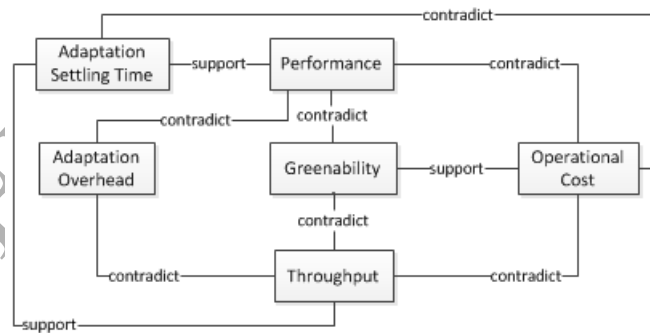 contradict
Adaptation
Settling Time
support
Performance
contradict
contradict
contradict
Adaptation
Overhead
Greenability
support
Operational
Cost
contradict
contradict
Throughput
contradict
support